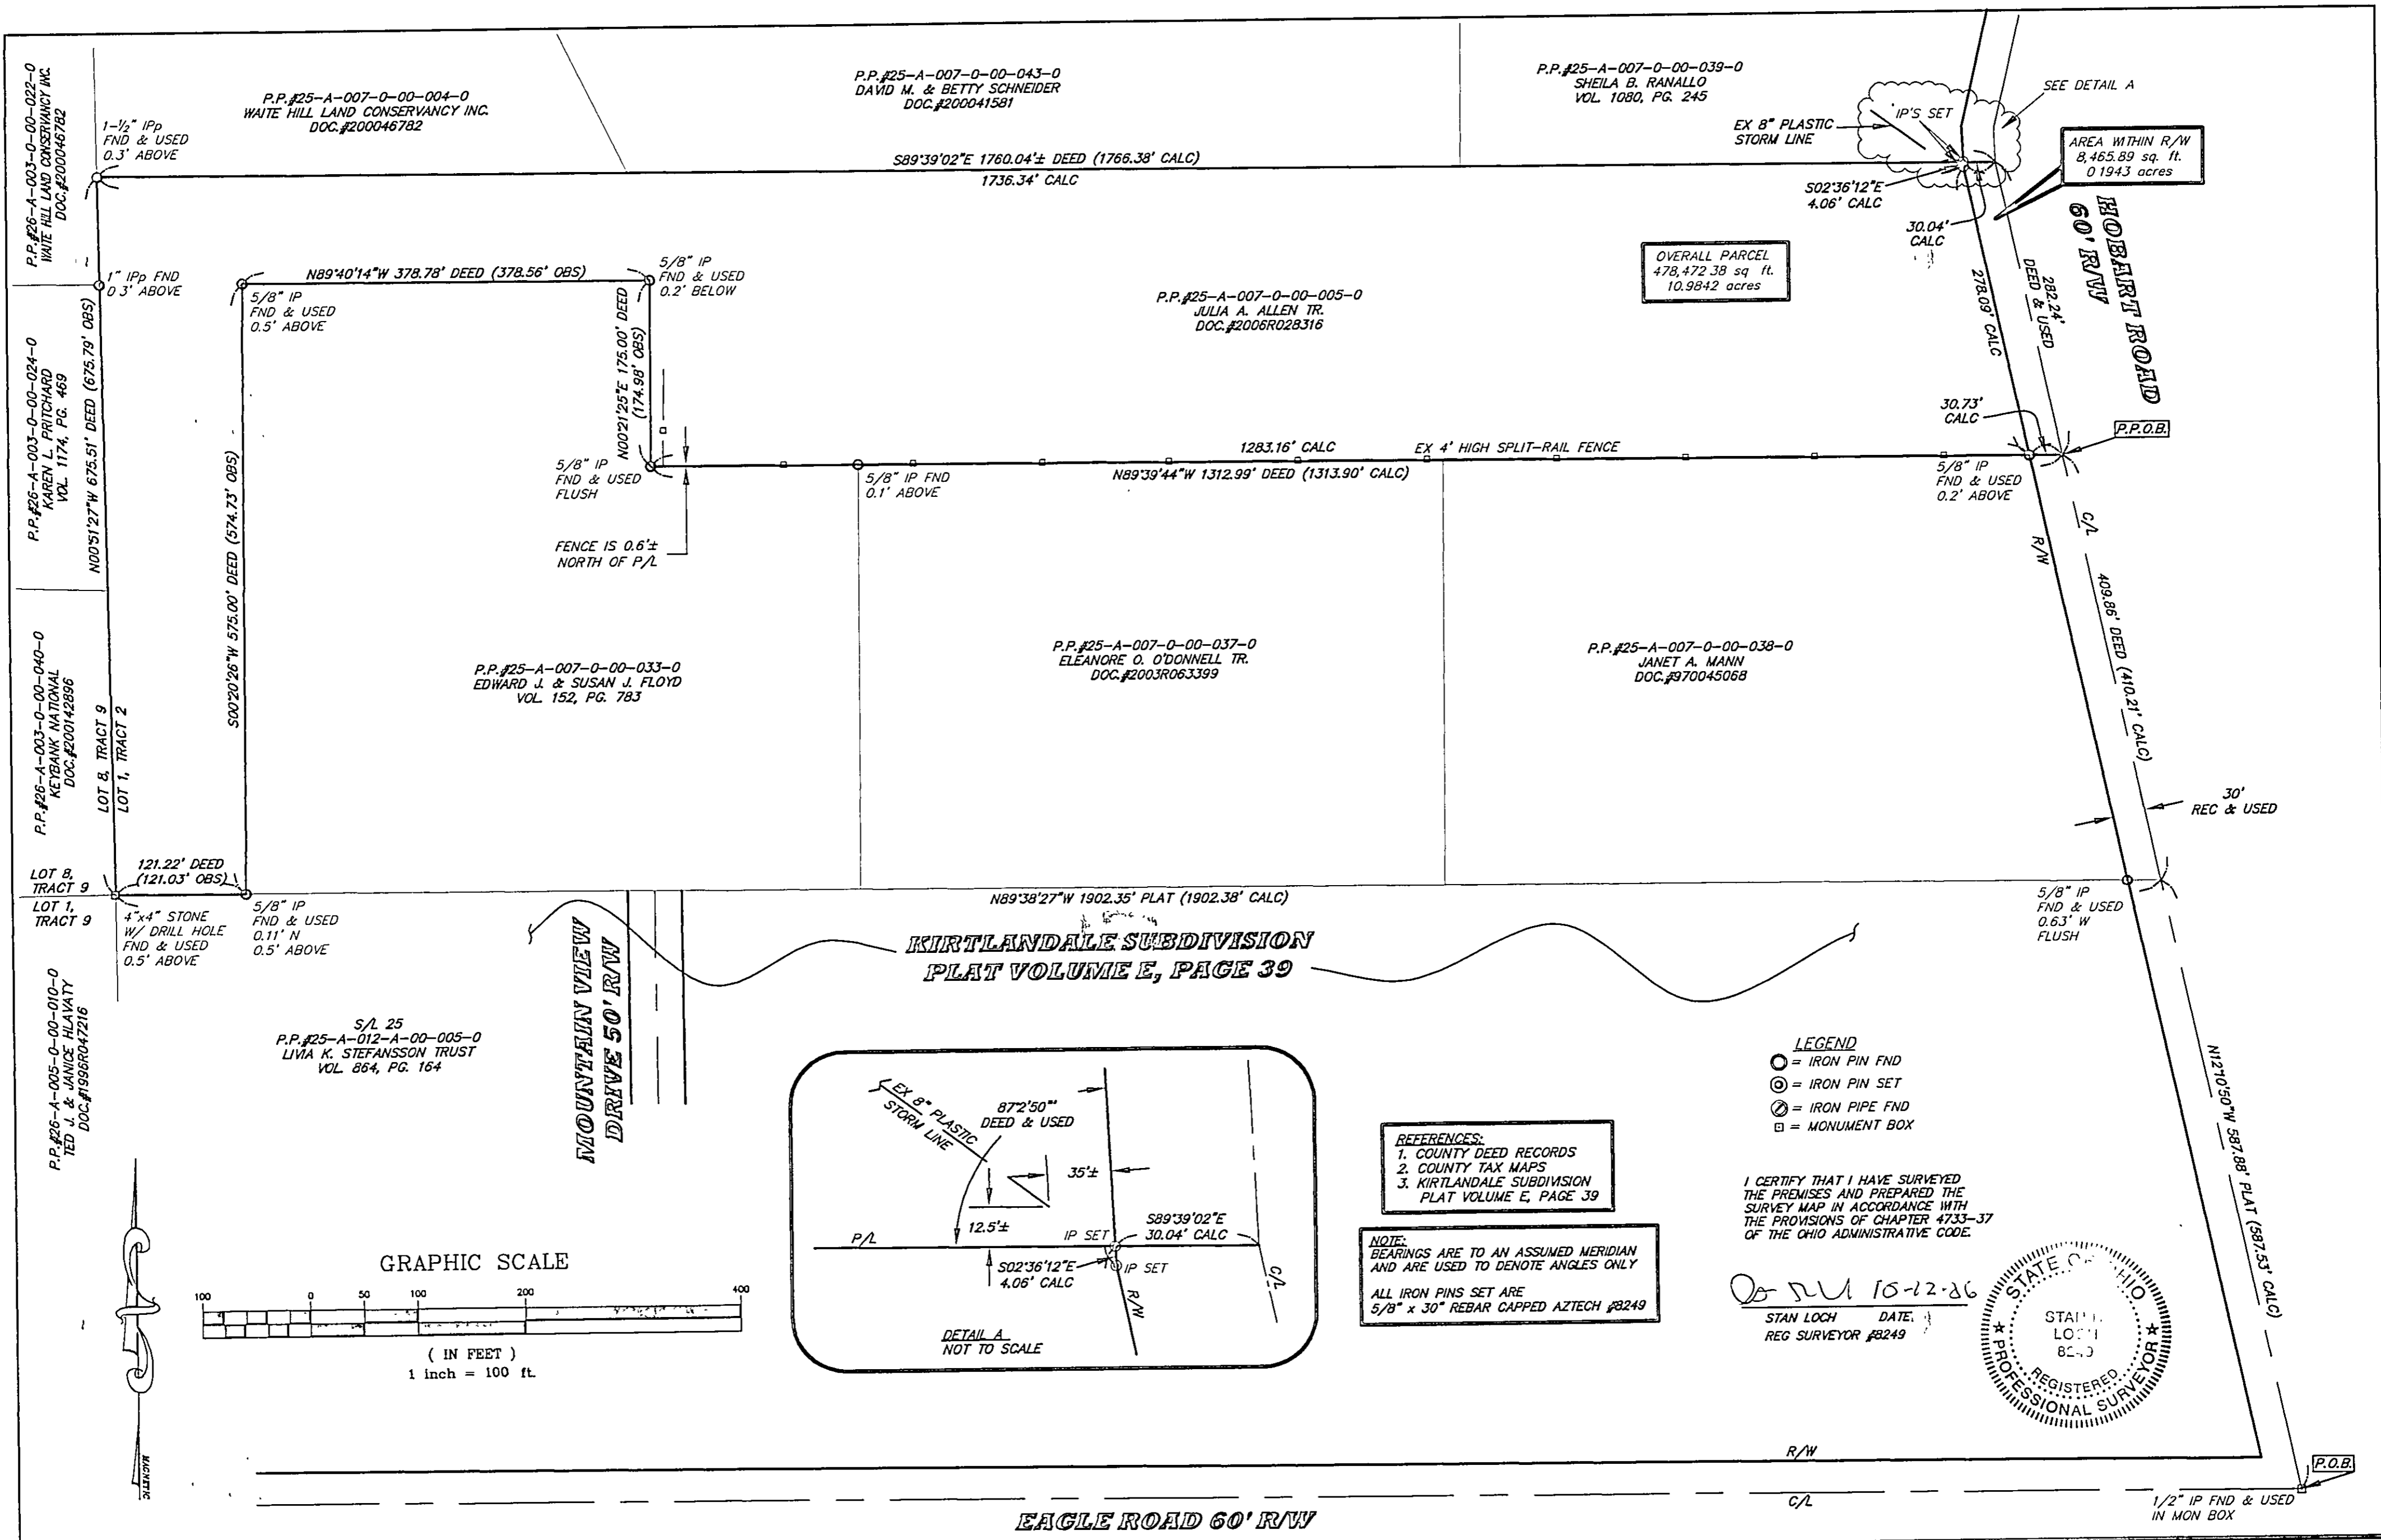 P.P.#26-A-003-0-00-022-0
WAITE HILL LAND CONSERVANCY INC.
DOC.#200046782
1-½" IPp
FND & USED
0.3' ABOVE
P.P.#25-A-007-0-00-004-0
WAITE HILL LAND CONSERVANCY INC.
DOC.#200046782
P.P.#25-A-007-0-00-043-0
DAVID M. & BETTY SCHNEIDER
DOC.#200041581
P.P.#25-A-007-0-00-039-0
SHEILA B. RANALLO
VOL. 1080, PG. 245
IP'S SET
SEE DETAIL A
EX 8" PLASTIC
STORM LINE
AREA WITHIN R/W
8,465.89 sq. ft.
0.1943 acres
S89°39'02"E 1760.04'± DEED (1766.38' CALC)
1736.34' CALC
S02°36'12"E
4.06' CALC
30.04'
CALC
HOBART ROAD
60' R/W
282.24'
DEED & USED
278.09' CALC
OVERALL PARCEL
478,472.38 sq ft.
10.9842 acres
1" IPp FND
0.3' ABOVE
N89°40'14"W 378.78' DEED (378.56' OBS)
5/8" IP
FND & USED
0.2' BELOW
5/8" IP
FND & USED
0.5' ABOVE
P.P.#25-A-007-0-00-005-0
JULIA A. ALLEN TR.
DOC.#2006R028316
P.P.#26-A-003-0-00-024-0
KAREN L. PRITCHARD
VOL. 1174, PG. 469
N00°51'27"W 675.51' DEED (675.79' OBS)
S00°20'26"W 575.00' DEED (574.73' OBS)
N00°21'25"E 175.00' DEED
(174.98' OBS)
30.73'
CALC
P.P.O.B.
1283.16' CALC
EX 4' HIGH SPLIT-RAIL FENCE
N89°39'44"W 1312.99' DEED (1313.90' CALC)
5/8" IP
FND & USED
FLUSH
5/8" IP FND
0.1' ABOVE
5/8" IP
FND & USED
0.2' ABOVE
FENCE IS 0.6'±
NORTH OF P/L
C/L
R/W
409.86' DEED (410.21' CALC)
P.P.#26-A-003-0-00-040-0
KEYBANK NATIONAL
DOC.#200142896
LOT 8, TRACT 9
LOT 1, TRACT 2
P.P.#25-A-007-0-00-033-0
EDWARD J. & SUSAN J. FLOYD
VOL. 152, PG. 783
P.P.#25-A-007-0-00-037-0
ELEANORE O. O'DONNELL TR.
DOC.#2003R063399
P.P.#25-A-007-0-00-038-0
JANET A. MANN
DOC.#970045068
30'
REC & USED
121.22' DEED
(121.03' OBS)
LOT 8,
TRACT 9
LOT 1,
TRACT 9
4"x4" STONE
W/ DRILL HOLE
FND & USED
0.5' ABOVE
5/8" IP
FND & USED
0.11' N
0.5' ABOVE
N89°38'27"W 1902.35' PLAT (1902.38' CALC)
5/8" IP
FND & USED
0.63' W
FLUSH
KIRTLANDALE SUBDIVISION
PLAT VOLUME E, PAGE 39
MOUNTAIN VIEW
DRIVE 50' R/W
P.P.#26-A-005-0-00-010-0
TED J. & JANICE HLAVATY
DOC.#1996R047216
S/L 25
P.P.#25-A-012-A-00-005-0
LIVIA K. STEFANSSON TRUST
VOL. 864, PG. 164
LEGEND
= IRON PIN FND
= IRON PIN SET
= IRON PIPE FND
= MONUMENT BOX
N12°10'50"W 587.88' PLAT (587.53' CALC)
EX 8" PLASTIC
STORM LINE
87°2'50"'
DEED & USED
35'±
12.5'±
P/L
IP SET
S89°39'02"E
30.04' CALC
S02°36'12"E
4.06' CALC
IP SET
R/W
C/L
DETAIL A
NOT TO SCALE
REFERENCES:
1. COUNTY DEED RECORDS
2. COUNTY TAX MAPS
3. KIRTLANDALE SUBDIVISION
PLAT VOLUME E, PAGE 39
NOTE:
BEARINGS ARE TO AN ASSUMED MERIDIAN
AND ARE USED TO DENOTE ANGLES ONLY
ALL IRON PINS SET ARE
5/8" x 30" REBAR CAPPED AZTECH #8249
I CERTIFY THAT I HAVE SURVEYED
THE PREMISES AND PREPARED THE
SURVEY MAP IN ACCORDANCE WITH
THE PROVISIONS OF CHAPTER 4733-37
OF THE OHIO ADMINISTRATIVE CODE.
STAN LOCH DATE
REG SURVEYOR #8249
STATE OF OHIO
REGISTERED
PROFESSIONAL SURVEYOR
GRAPHIC SCALE
100 0 50 100 200 400
( IN FEET )
1 inch = 100 ft.
MAGNETIC
R/W
P.O.B.
C/L
1/2" IP FND & USED
IN MON BOX
EAGLE ROAD 60' R/W